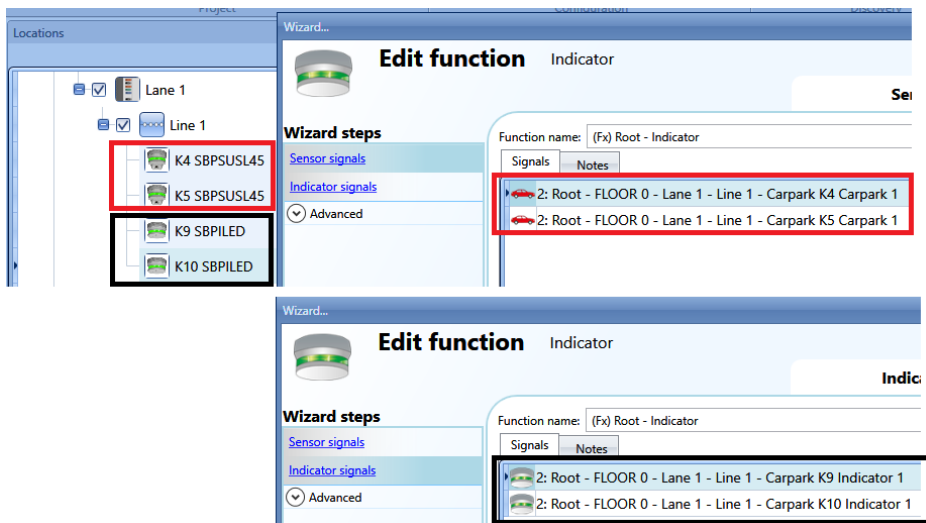 Project
Configuration
Discovery
Locations
Lane 1
Line 1
K4 SBPSUSL45
K5 SBPSUSL45
K9 SBPILED
K10 SBPILED
Wizard...
Edit function Indicator
Ser
Wizard steps
Sensor signals
Indicator signals
Advanced
Function name: (Fx) Root - Indicator
Signals Notes
2: Root - FLOOR 0 - Lane 1 - Line 1 - Carpark K4 Carpark 1
2: Root - FLOOR 0 - Lane 1 - Line 1 - Carpark K5 Carpark 1
Wizard...
Edit function Indicator
Indica
Wizard steps
Sensor signals
Indicator signals
Advanced
Function name: (Fx) Root - Indicator
Signals Notes
2: Root - FLOOR 0 - Lane 1 - Line 1 - Carpark K9 Indicator 1
2: Root - FLOOR 0 - Lane 1 - Line 1 - Carpark K10 Indicator 1